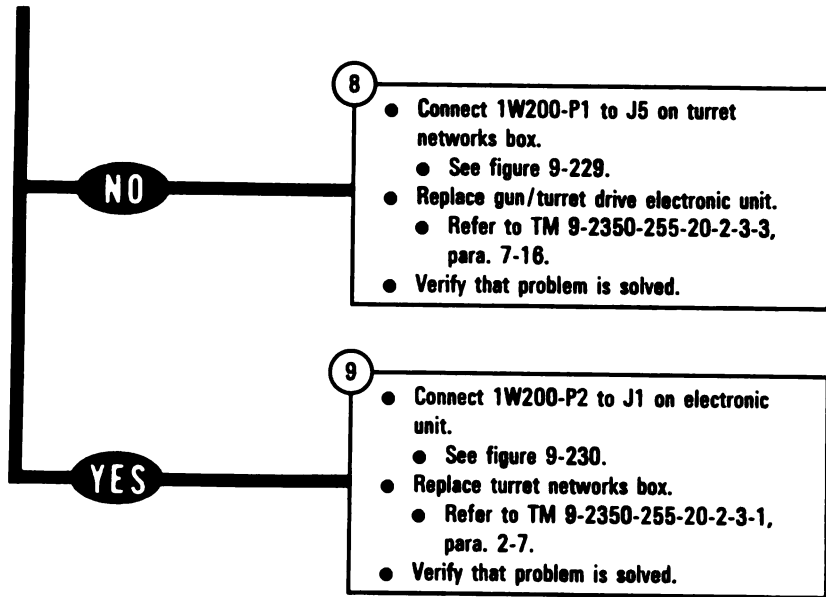 8
● Connect 1W200-P1 to J5 on turret
networks box.
● See figure 9-229.
NO
● Replace gun/turret drive electronic unit.
● Refer to TM 9-2350-255-20-2-3-3,
para. 7-16.
● Verify that problem is solved.
9
● Connect 1W200-P2 to J1 on electronic
unit.
● See figure 9-230.
YES
● Replace turret networks box.
● Refer to TM 9-2350-255-20-2-3-1,
para. 2-7.
● Verify that problem is solved.